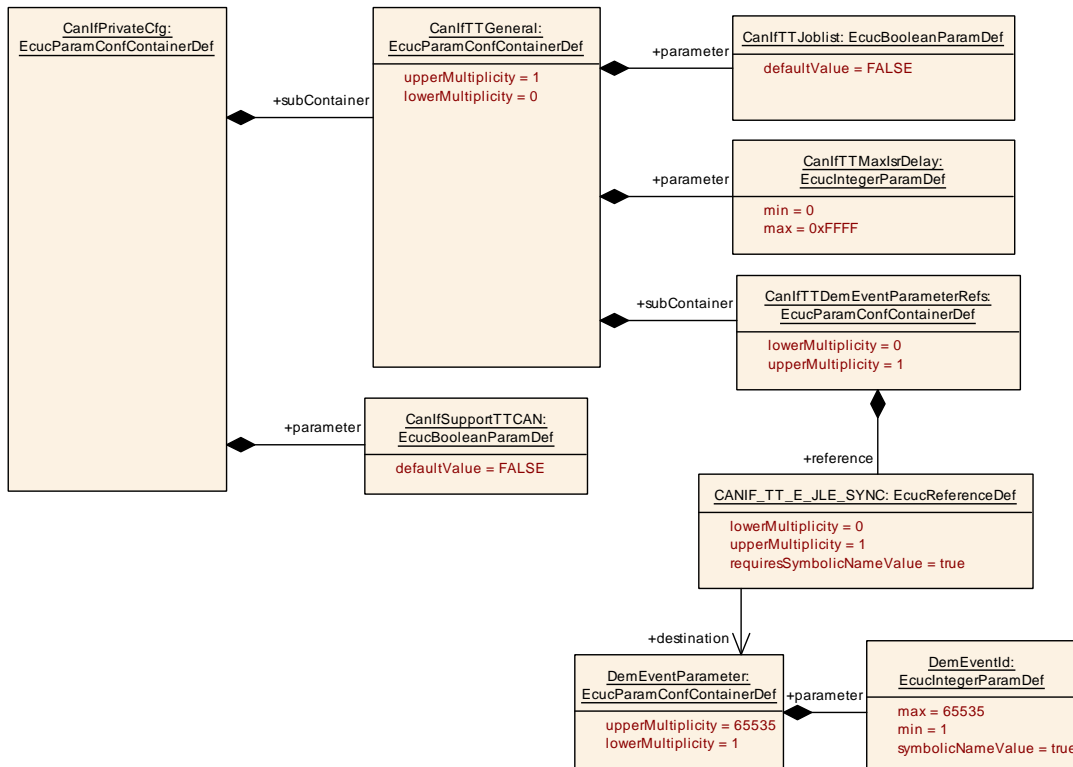 CanIfPrivateCfg:
EcucParamConfContainerDef
CanIfTTGeneral:
EcucParamConfContainerDef
upperMultiplicity = 1
lowerMultiplicity = 0
+subContainer
+parameter
CanIfTTJoblist: EcucBooleanParamDef
defaultValue = FALSE
+parameter
CanIfTTMaxIsrDelay:
EcucIntegerParamDef
min = 0
max = 0xFFFF
+subContainer
CanIfTTDemEventParameterRefs:
EcucParamConfContainerDef
lowerMultiplicity = 0
upperMultiplicity = 1
+parameter
CanIfSupportTTCAN:
EcucBooleanParamDef
defaultValue = FALSE
+reference
CANIF_TT_E_JLE_SYNC: EcucReferenceDef
lowerMultiplicity = 0
upperMultiplicity = 1
requiresSymbolicNameValue = true
+destination
DemEventParameter:
EcucParamConfContainerDef
upperMultiplicity = 65535
lowerMultiplicity = 1
+parameter
DemEventId:
EcucIntegerParamDef
max = 65535
min = 1
symbolicNameValue = true